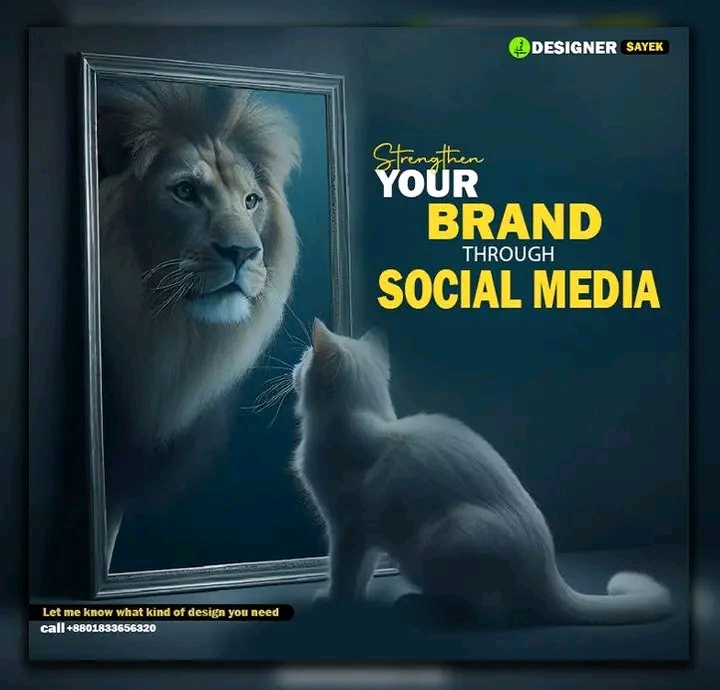 DESIGNER SAYEK
Strengthen
YOUR
BRAND
THROUGH
SOCIAL MEDIA
Let me know what kind of design you need
call +8801833656320